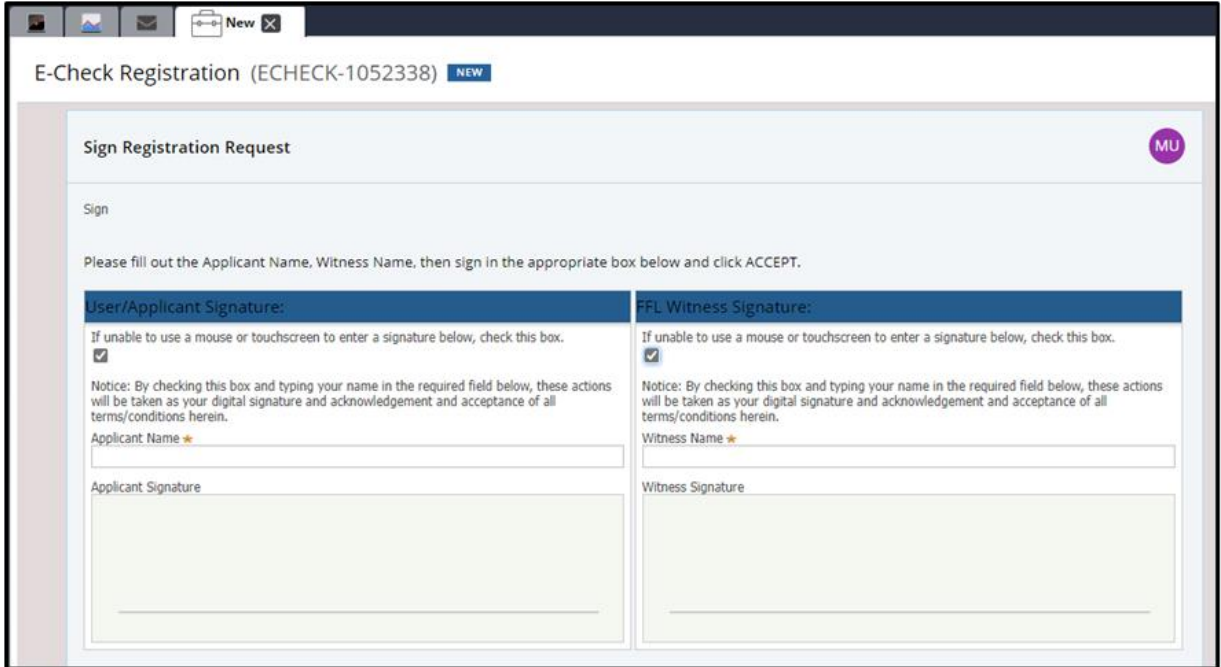 New
E-Check Registration (ECHECK-1052338) NEW
Sign Registration Request
MU
Sign
Please fill out the Applicant Name, Witness Name, then sign in the appropriate box below and click ACCEPT.
User/Applicant Signature:
If unable to use a mouse or touchscreen to enter a signature below, check this box.
Notice: By checking this box and typing your name in the required field below, these actions
will be taken as your digital signature and acknowledgement and acceptance of all
terms/conditions herein.
Applicant Name ★
Applicant Signature
FFL Witness Signature:
If unable to use a mouse or touchscreen to enter a signature below, check this box.
Notice: By checking this box and typing your name in the required field below, these actions
will be taken as your digital signature and acknowledgement and acceptance of all
terms/conditions herein.
Witness Name ★
Witness Signature